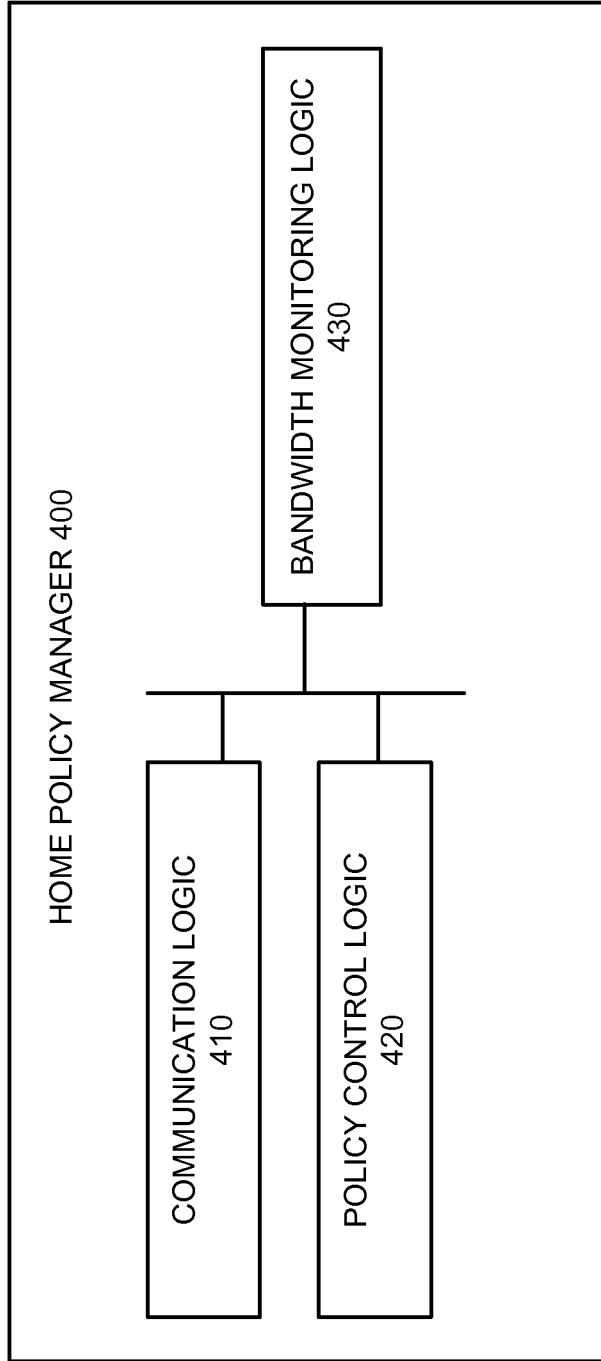 HOME POLICY MANAGER 400
COMMUNICATION LOGIC
410
POLICY CONTROL LOGIC
420
BANDWIDTH MONITORING LOGIC
430